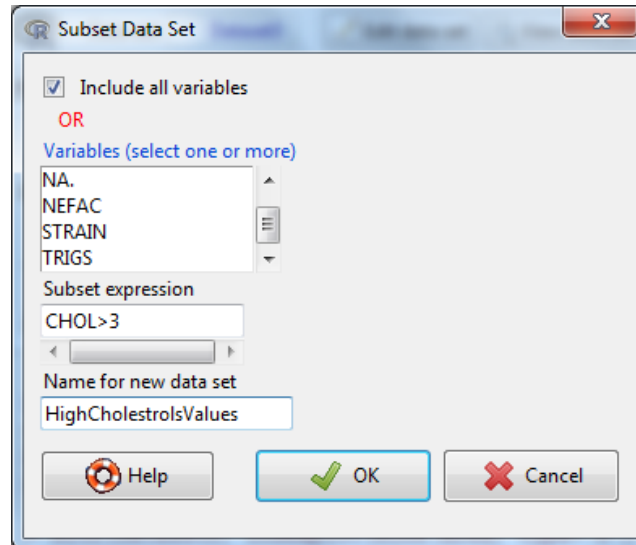 Subset Data Set
Include all variables
OR
Variables (select one or more)
NA.
NEFAC
STRAIN
TRIGS
Subset expression
CHOL>3
Name for new data set
HighCholestrolsValues
Help OK Cancel